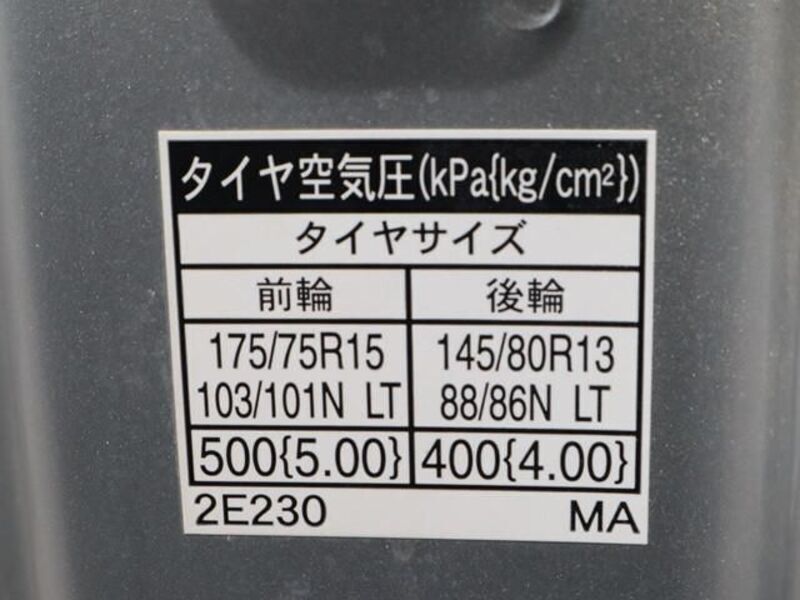 タイヤ空気圧(kPa{kg/cm²})
タイヤサイズ
前輪 後輪
175/75R15 145/80R13
103/101N LT 88/86N LT
500{5.00} 400{4.00}
2E230 MA